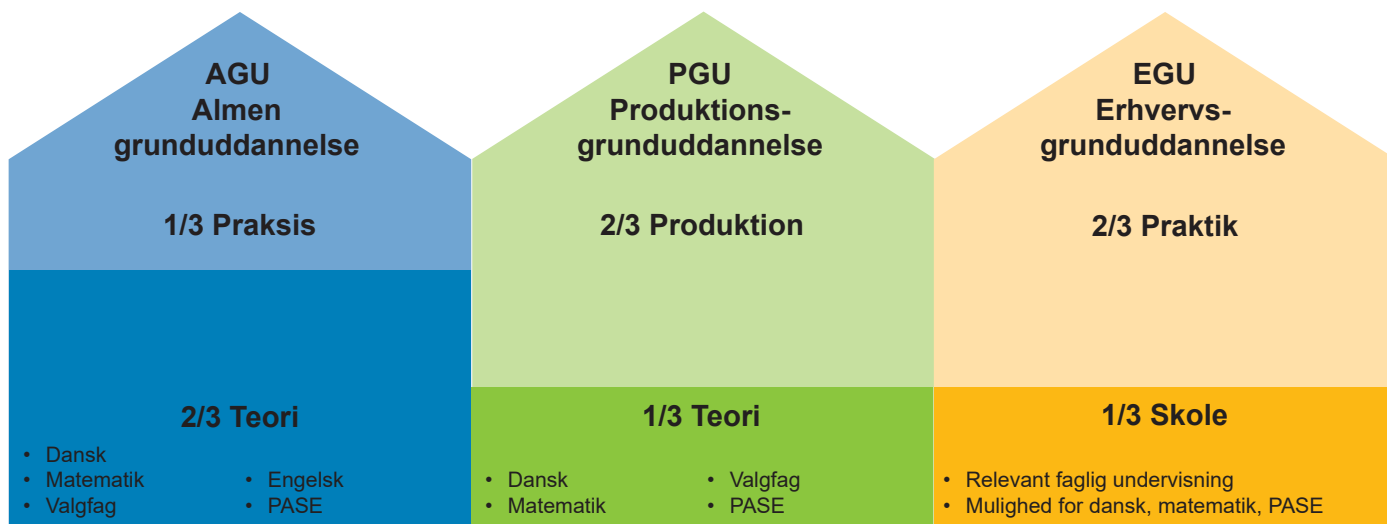 AGU
Almen
grunduddannelse
1/3 Praksis
2/3 Teori
• Dansk
• Matematik
• Valgfag
• Engelsk
• PASE
PGU
Produktions-
grunduddannelse
2/3 Produktion
1/3 Teori
• Dansk
• Matematik
• Valgfag
• PASE
EGU
Erhvervs-
grunduddannelse
2/3 Praktik
1/3 Skole
• Relevant faglig undervisning
• Mulighed for dansk, matematik, PASE